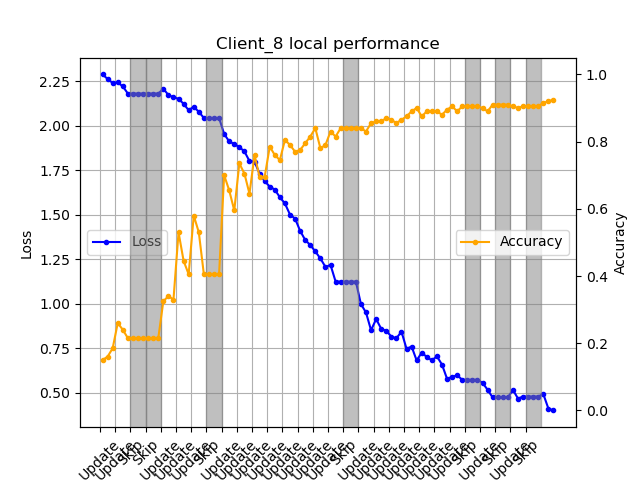 Client_8 local performance
2.25
2.00
1.75
1.50
1.25
1.00
0.75
0.50
Loss
Loss
Accuracy
1.0
0.8
0.6
0.4
0.2
0.0
Accuracy
Update
Update
Skip
Skip
Update
Update
Update
Skip
Update
Update
Update
Update
Update
Update
Update
Update
Skip
Update
Update
Update
Update
Update
Update
Update
Skip
Update
Skip
Update
Skip